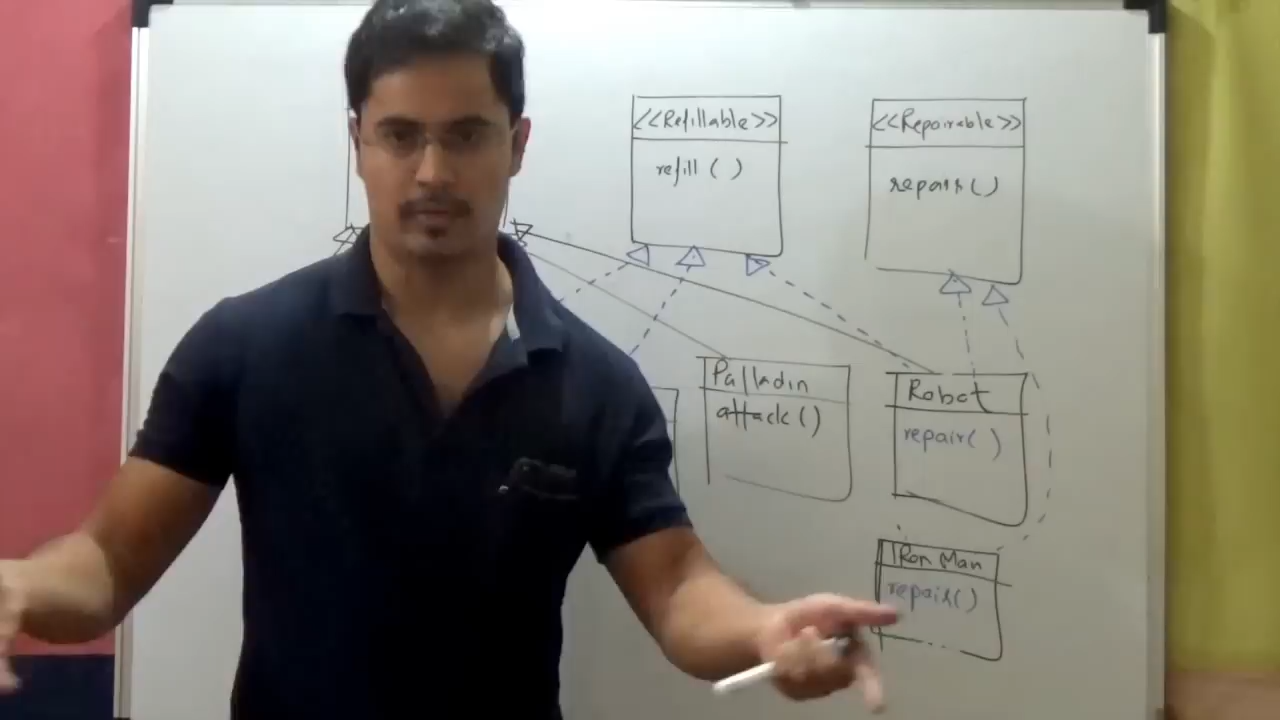 <<Refillable>>
refill ( )
<<Repairable>>
repair()
Palladin
attack()
Robot
repair( )
IRon Man
repair()